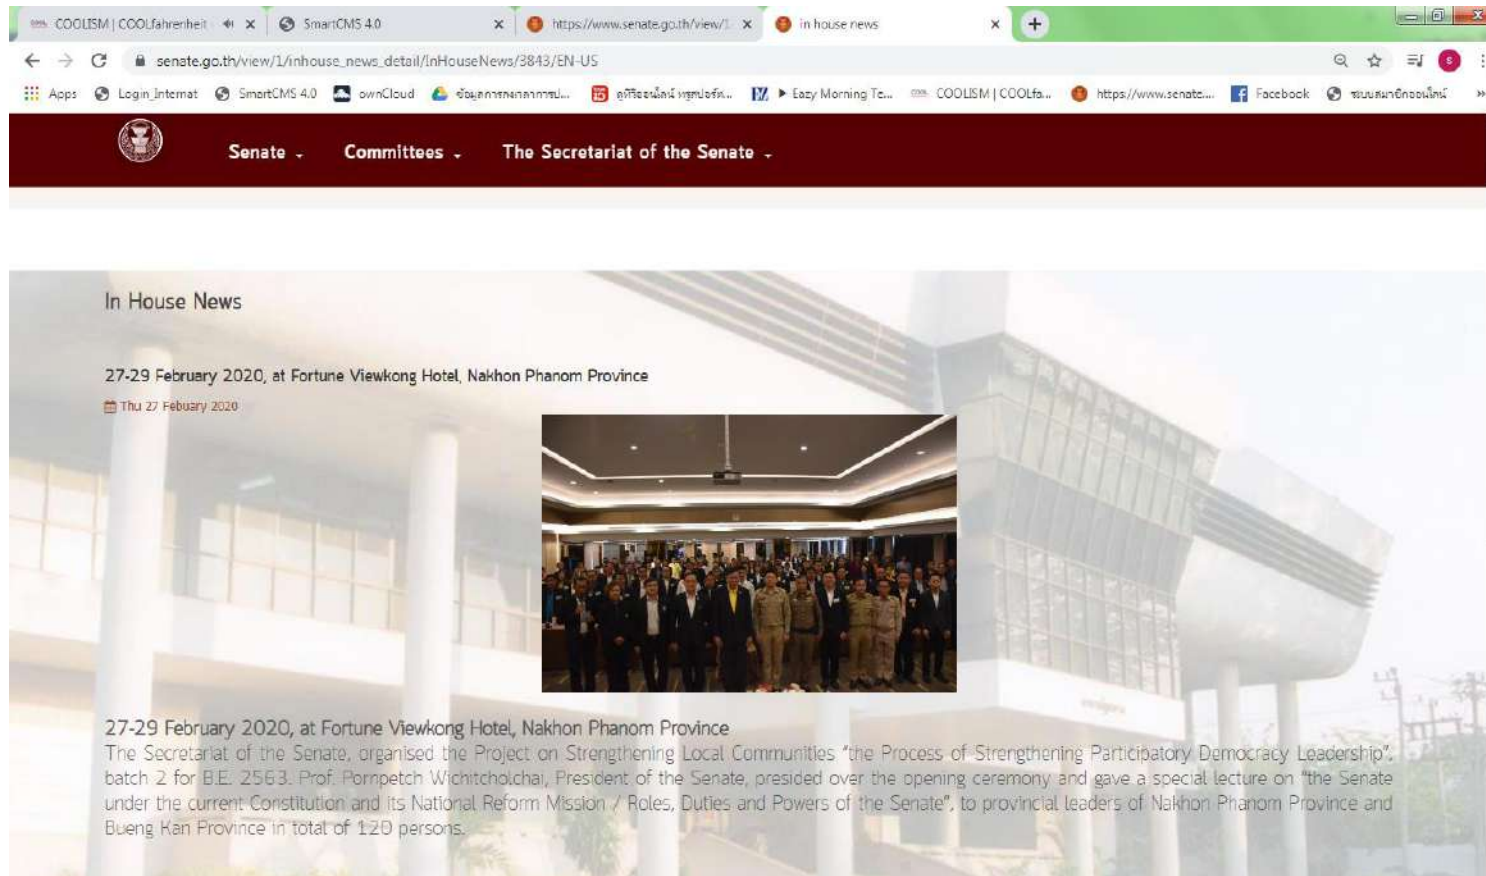 COOLISM | COOLfahrenheit
SmartCMS 4.0
https://www.senate.go.th/view/1
in house news
senate.go.th/view/1/inhouse_news_detail/InHouseNews/3843/EN-US
Apps
Login_Internat
SmartCMS 4.0
ownCloud
Eazy Morning Te...
COOLISM | COOLfa...
https://www.senate....
Facebook
Senate
Committees
The Secretariat of the Senate
In House News
27-29 February 2020, at Fortune Viewkong Hotel, Nakhon Phanom Province
Thu 27 Febuary 2020
27-29 February 2020, at Fortune Viewkong Hotel, Nakhon Phanom Province
The Secretariat of the Senate, organised the Project on Strengthening Local Communities "the Process of Strengthening Participatory Democracy Leadership",
batch 2 for B.E. 2563. Prof. Pornpetch Wichitcholchai, President of the Senate, presided over the opening ceremony and gave a special lecture on "the Senate
under the current Constitution and its National Reform Mission / Roles, Duties and Powers of the Senate", to provincial leaders of Nakhon Phanom Province and
Bueng Kan Province in total of 120 persons.